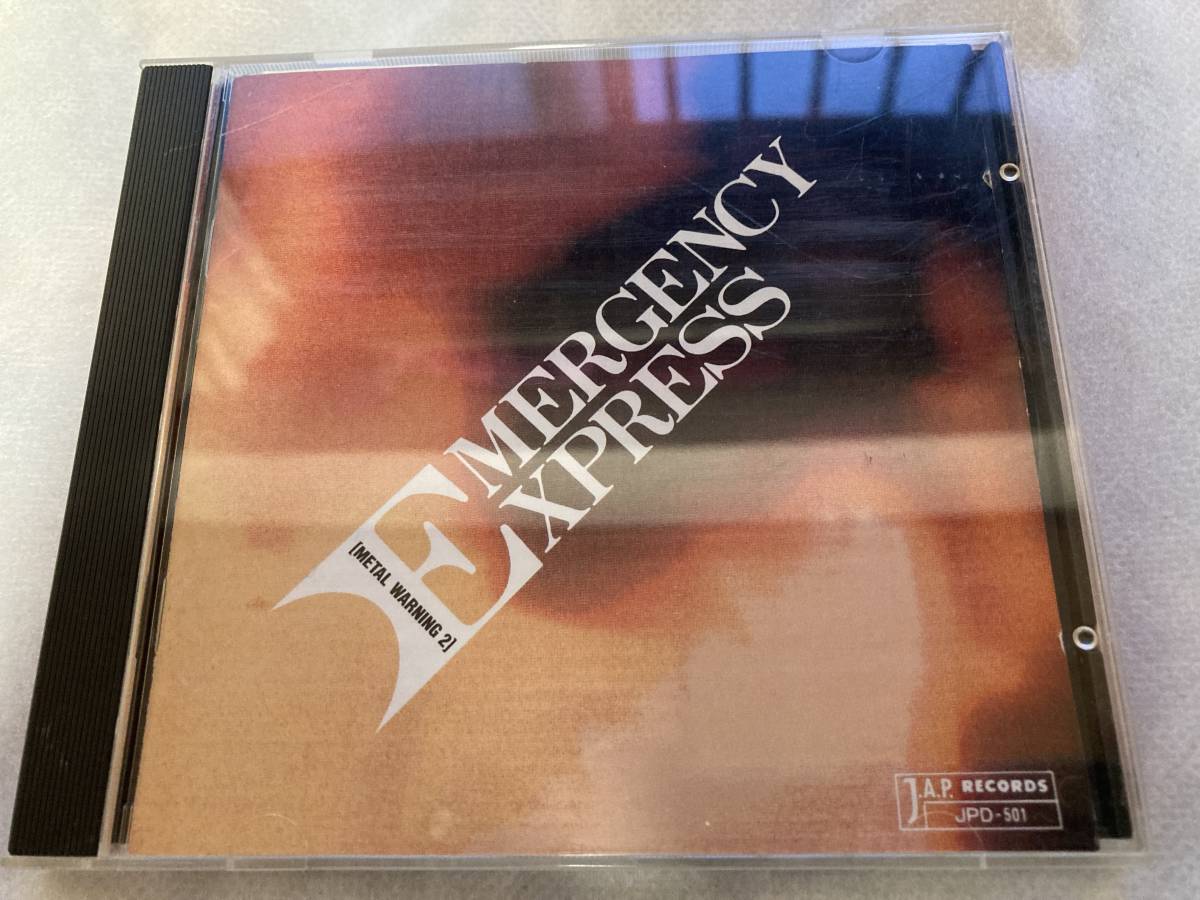 EMERGENCY
EXPRESS
[METAL WARNING 2]
J.A.P. RECORDS
JPD-501